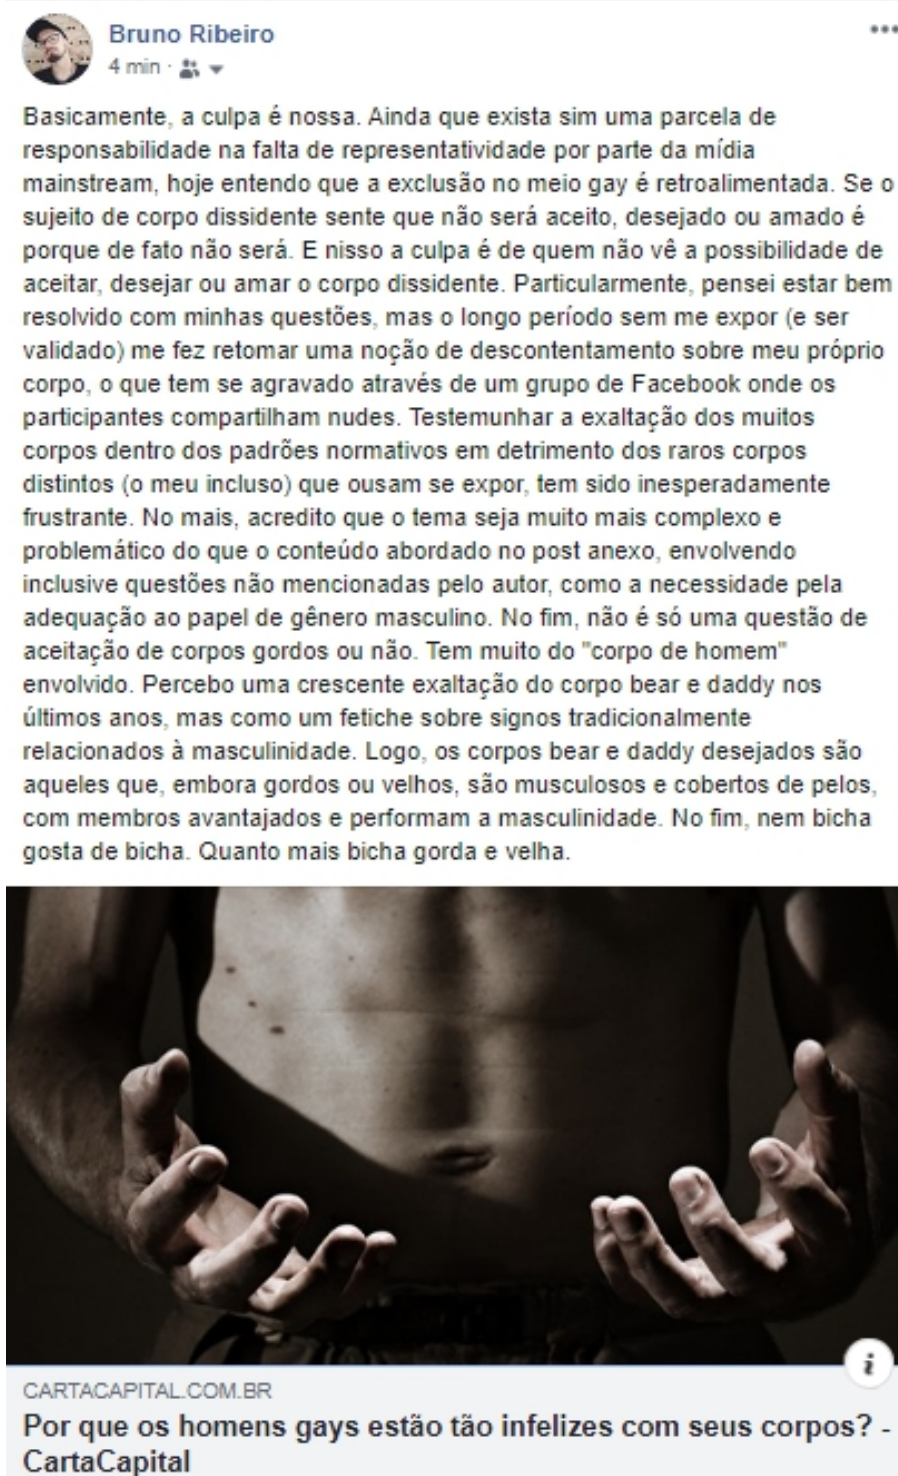 Bruno Ribeiro
4 min ·
Basicamente, a culpa é nossa. Ainda que exista sim uma parcela de
responsabilidade na falta de representatividade por parte da mídia
mainstream, hoje entendo que a exclusão no meio gay é retroalimentada. Se o
sujeito de corpo dissidente sente que não será aceito, desejado ou amado é
porque de fato não será. E nisso a culpa é de quem não vê a possibilidade de
aceitar, desejar ou amar o corpo dissidente. Particularmente, pensei estar bem
resolvido com minhas questões, mas o longo período sem me expor (e ser
validado) me fez retomar uma noção de descontentamento sobre meu próprio
corpo, o que tem se agravado através de um grupo de Facebook onde os
participantes compartilham nudes. Testemunhar a exaltação dos muitos
corpos dentro dos padrões normativos em detrimento dos raros corpos
distintos (o meu incluso) que ousam se expor, tem sido inesperadamente
frustrante. No mais, acredito que o tema seja muito mais complexo e
problemático do que o conteúdo abordado no post anexo, envolvendo
inclusive questões não mencionadas pelo autor, como a necessidade pela
adequação ao papel de gênero masculino. No fim, não é só uma questão de
aceitação de corpos gordos ou não. Tem muito do "corpo de homem"
envolvido. Percebo uma crescente exaltação do corpo bear e daddy nos
últimos anos, mas como um fetiche sobre signos tradicionalmente
relacionados à masculinidade. Logo, os corpos bear e daddy desejados são
aqueles que, embora gordos ou velhos, são musculosos e cobertos de pelos,
com membros avantajados e performam a masculinidade. No fim, nem bicha
gosta de bicha. Quanto mais bicha gorda e velha.
i
CARTACAPITAL.COM.BR
Por que os homens gays estão tão infelizes com seus corpos? -
CartaCapital